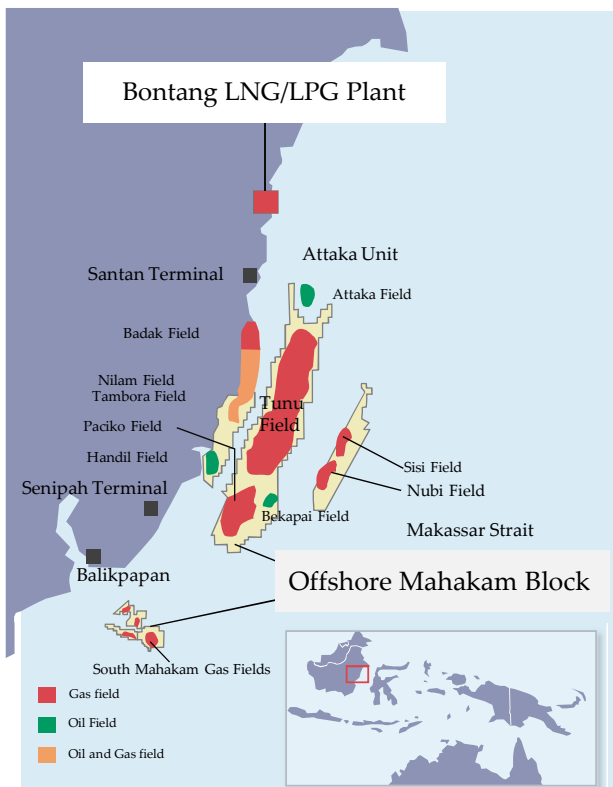 Bontang LNG/LPG Plant
Attaka Unit
Santan Terminal
Attaka Field
Badak Field
Nilam Field
Tambora Field
Tunu
Field
Paciko Field
Handil Field
Sisi Field
Nubi Field
Senipah Terminal
Bekapai Field
Makassar Strait
Balikpapan
Offshore Mahakam Block
South Mahakam Gas Fields
Gas field
Oil Field
Oil and Gas field